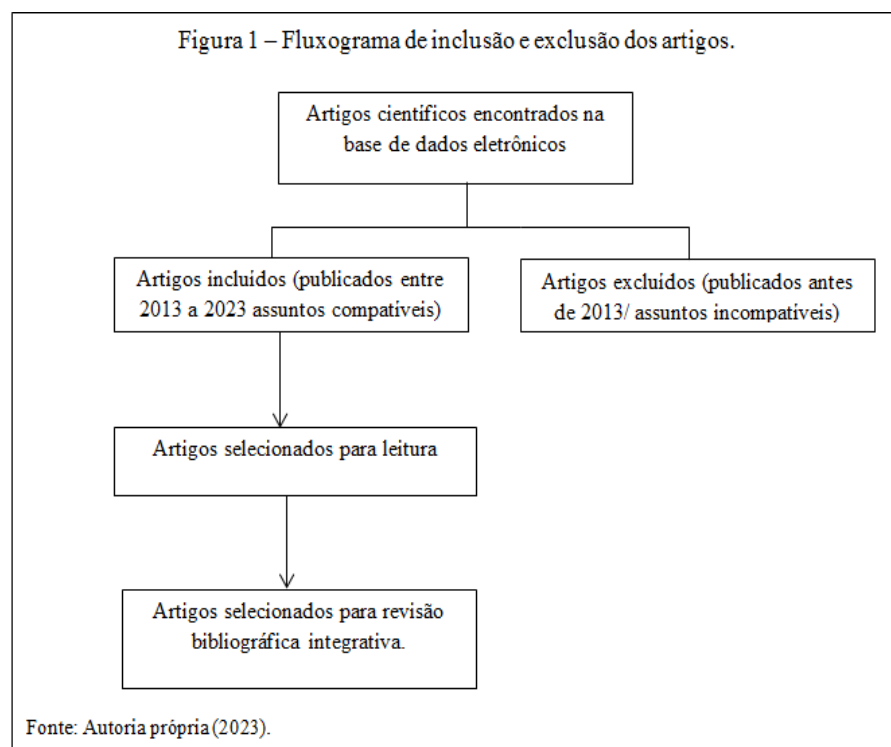 Figura 1 – Fluxograma de inclusão e exclusão dos artigos.
Artigos científicos encontrados na
base de dados eletrônicos
Artigos incluídos (publicados entre
2013 a 2023 assuntos compatíveis)
Artigos excluídos (publicados antes
de 2013/ assuntos incompatíveis)
Artigos selecionados para leitura
Artigos selecionados para revisão
bibliográfica integrativa.
Fonte: Autoria própria (2023).